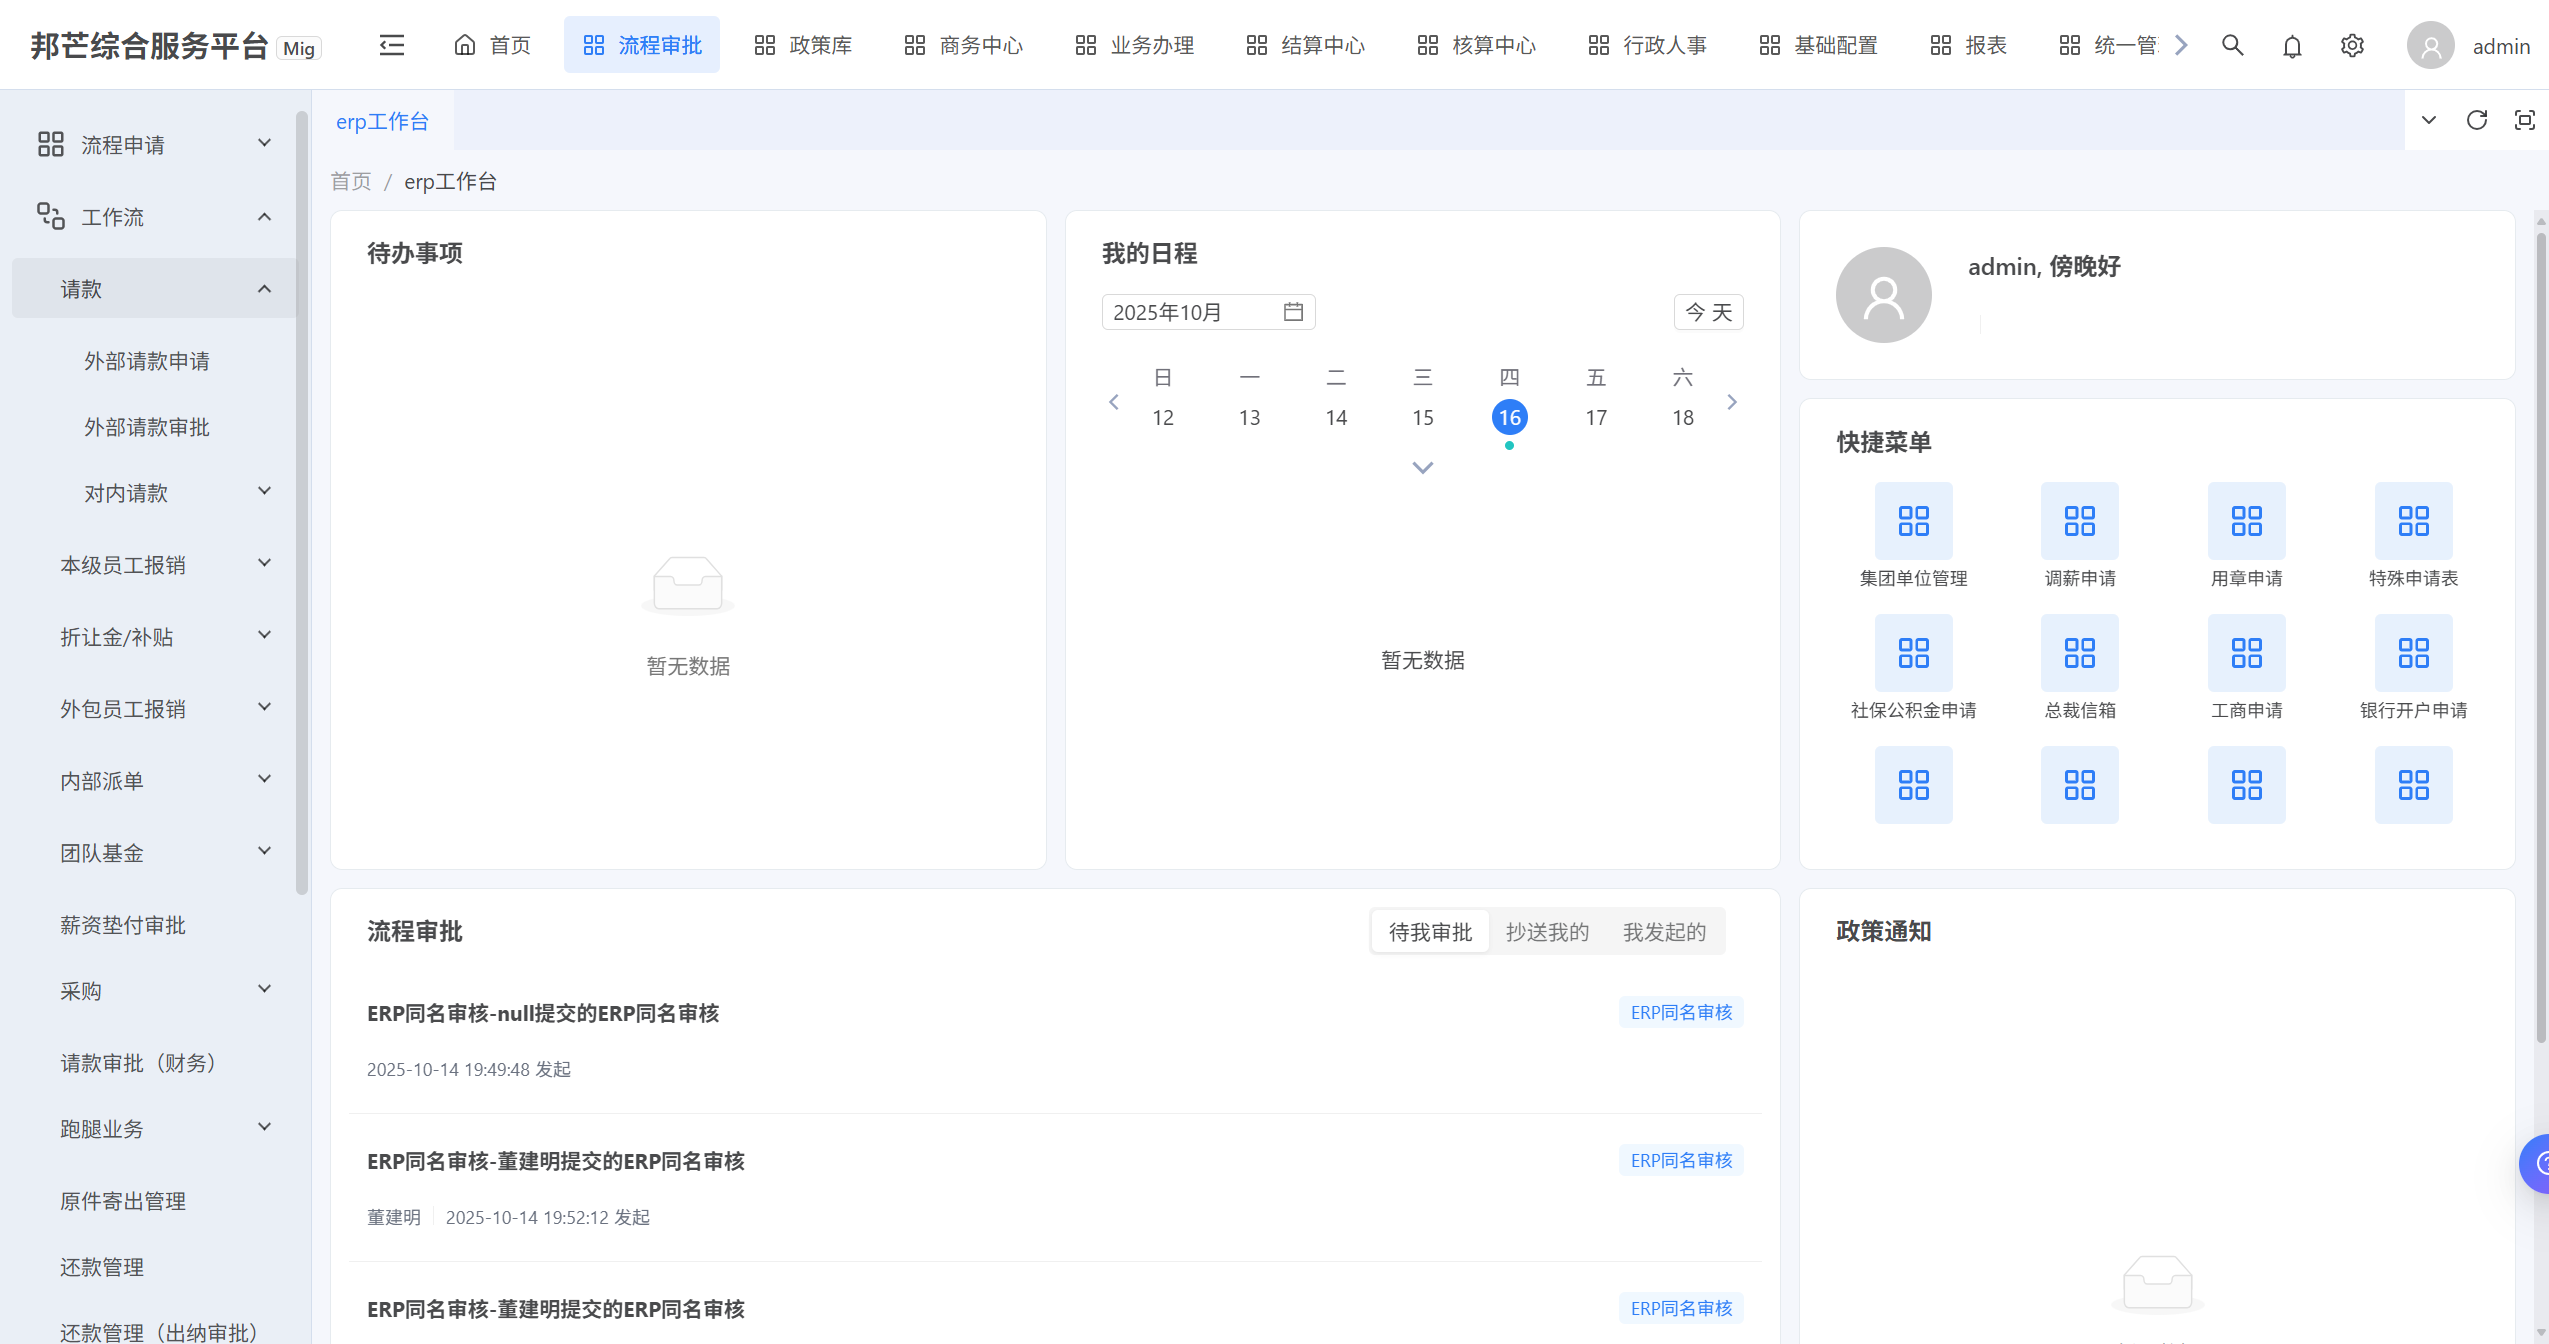 邦芒综合服务平台 Mig
首页
流程审批
政策库
商务中心
业务办理
结算中心
核算中心
行政人事
基础配置
报表
统一管
admin
流程申请
工作流
请款
外部请款申请
外部请款审批
对内请款
本级员工报销
折让金/补贴
外包员工报销
内部派单
团队基金
薪资垫付审批
采购
请款审批（财务）
跑腿业务
原件寄出管理
还款管理
还款管理（出纳审批）
erp工作台
首页 / erp工作台
待办事项
暂无数据
我的日程
2025年10月
今天
日 一 二 三 四 五 六
12 13 14 15 16 17 18
暂无数据
admin, 傍晚好
快捷菜单
集团单位管理 调薪申请 用章申请 特殊申请表
社保公积金申请 总裁信箱 工商申请 银行开户申请
流程审批
待我审批 抄送我的 我发起的
ERP同名审核-null提交的ERP同名审核
ERP同名审核
2025-10-14 19:49:48 发起
ERP同名审核-董建明提交的ERP同名审核
ERP同名审核
董建明 2025-10-14 19:52:12 发起
ERP同名审核-董建明提交的ERP同名审核
ERP同名审核
政策通知